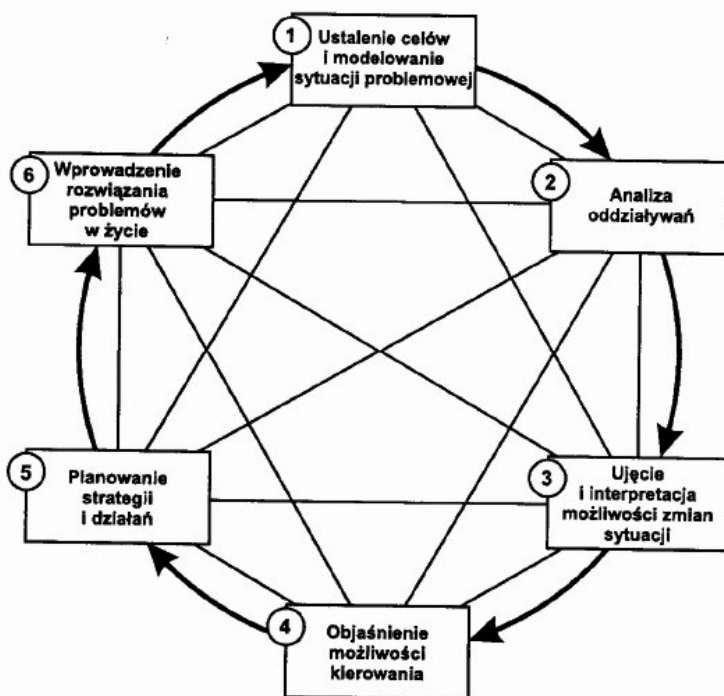 1
Ustalenie celów
i modelowanie
sytuacji problemowej
2
Analiza
oddziaływań
3
Ujęcie
i interpretacja
możliwości zmian
sytuacji
4
Objaśnienie
możliwości
kierowania
5
Planowanie
strategii
i działań
6
Wprowadzenie
rozwiązania
problemów
w życie